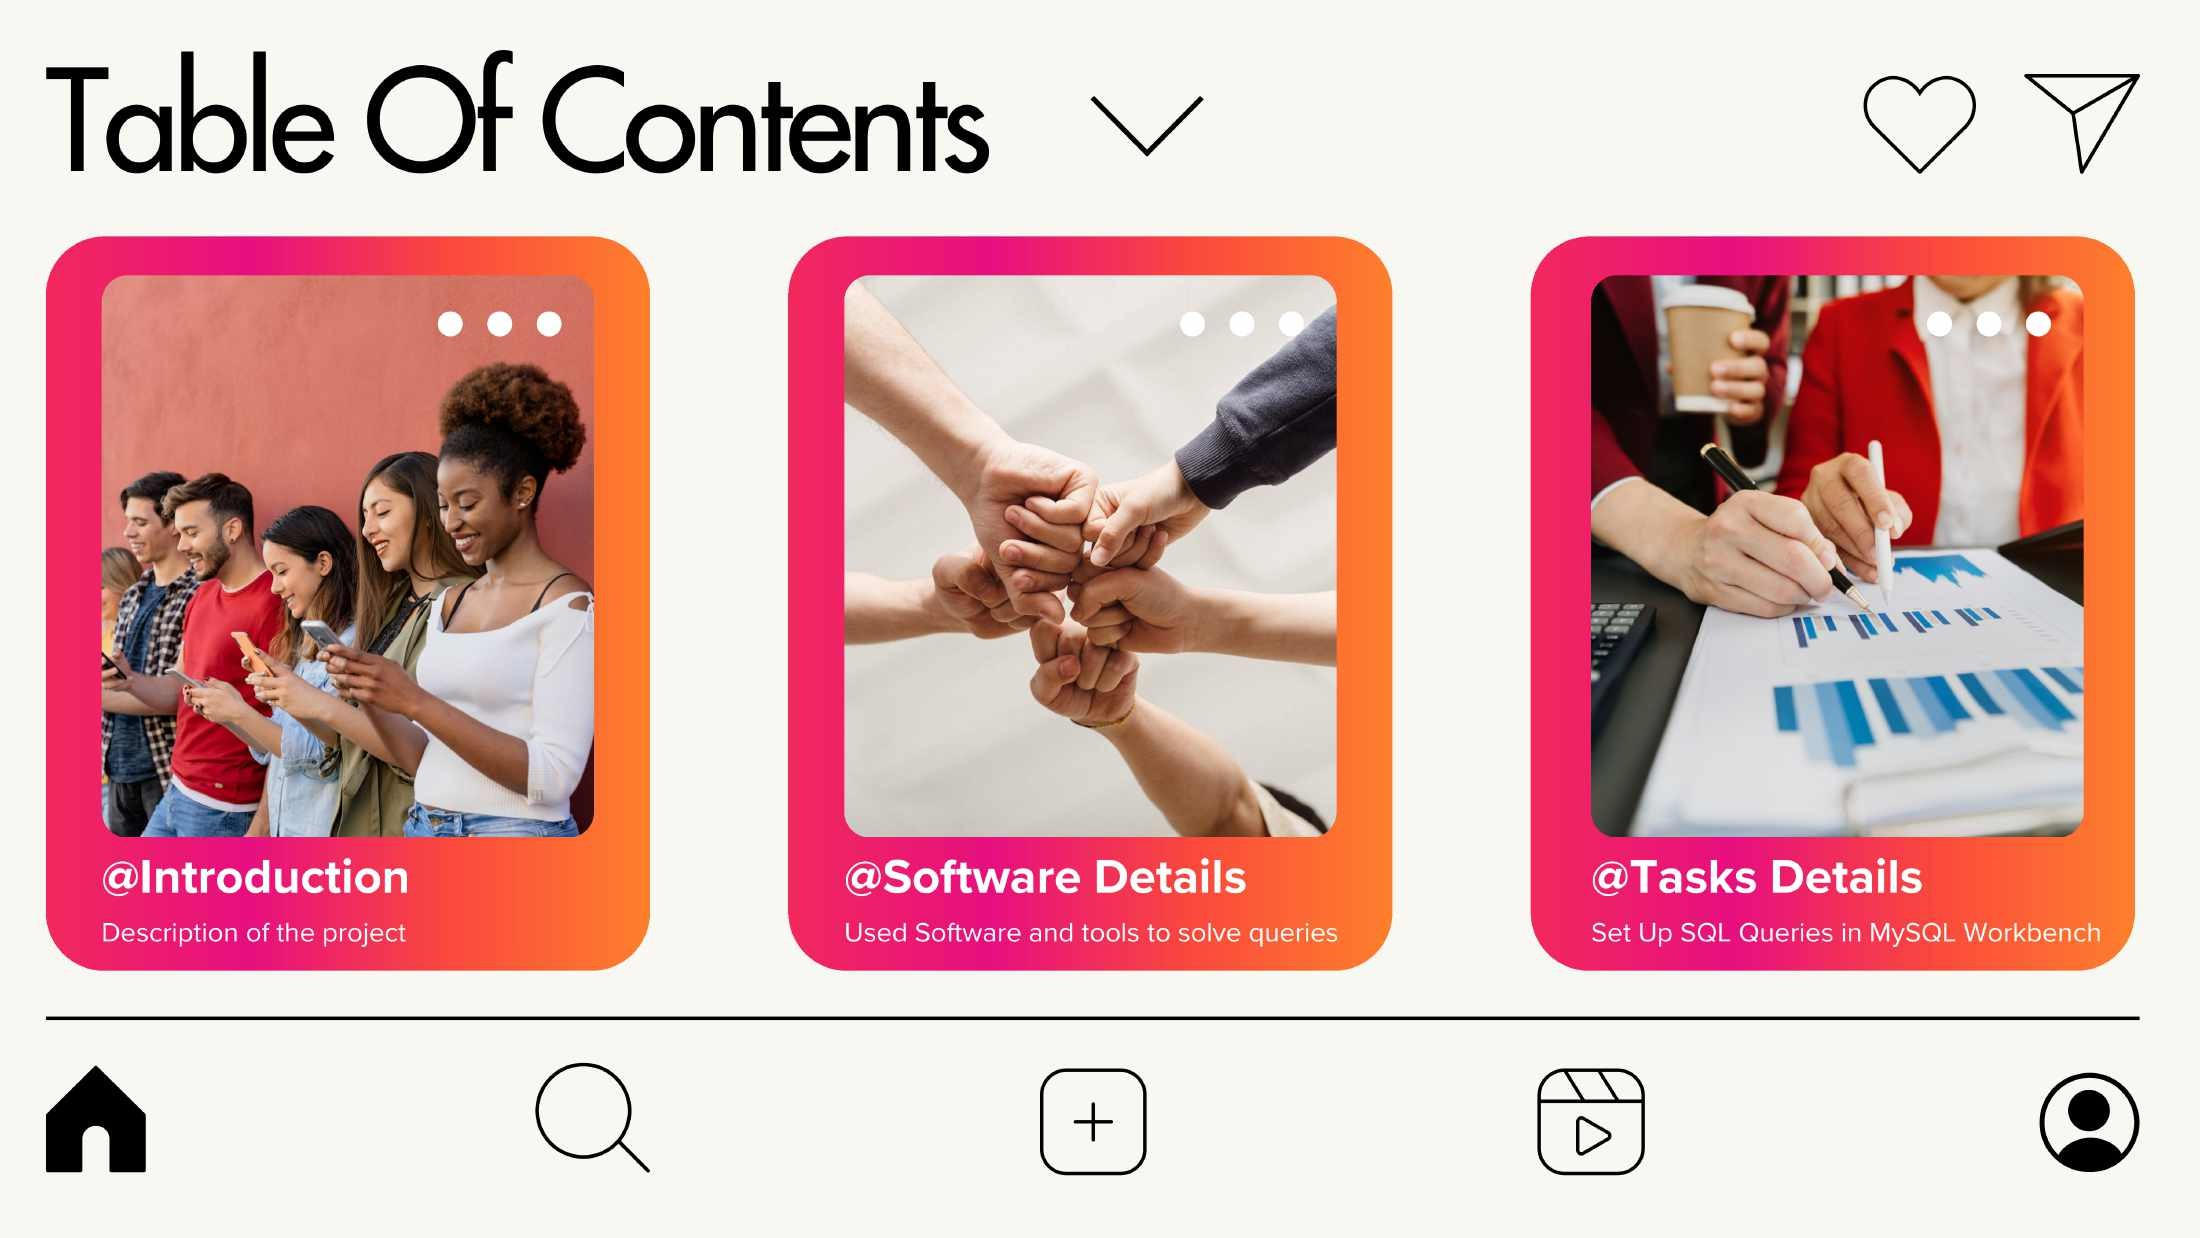 Table Of Contents
@Introduction
Description of the project
@Software Details
Used Software and tools to solve queries
@Tasks Details
Set Up SQL Queries in MySQL Workbench